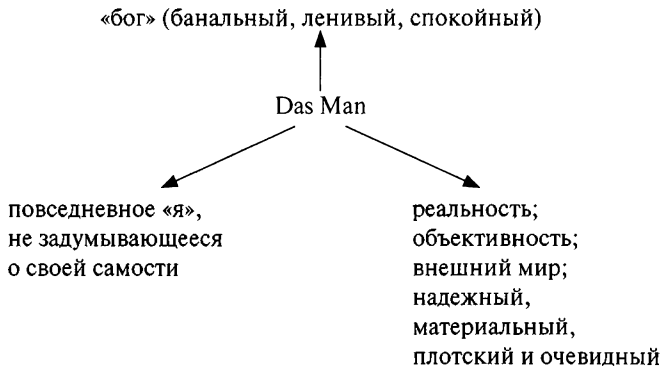 «бог» (банальный, ленивый, спокойный)
Das Man
повседневное «я»,
не задумывающееся
о своей самости
реальность;
объективность;
внешний мир;
надежный,
материальный,
плотский и очевидный